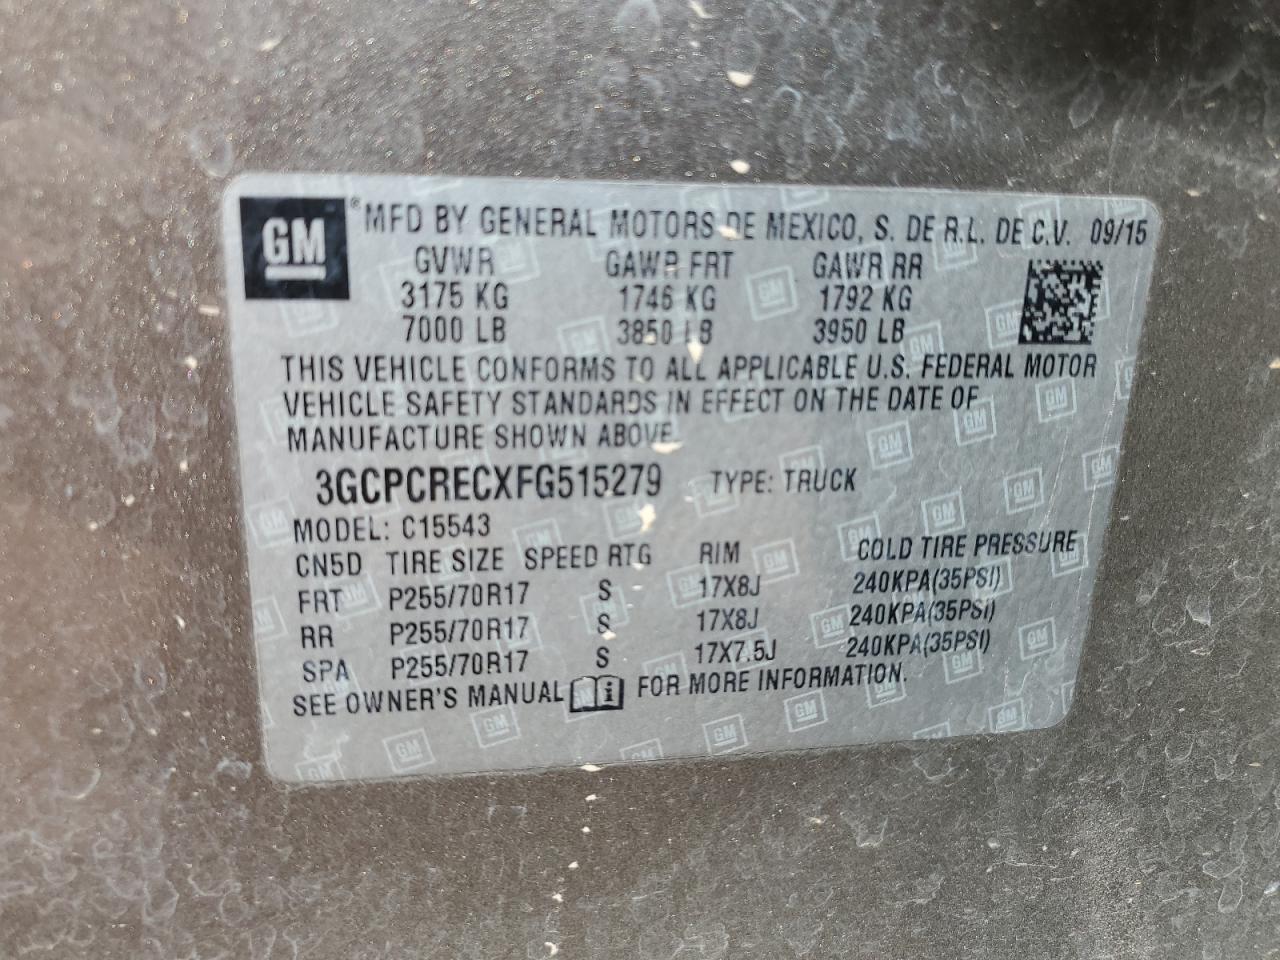 GM ® MFD BY GENERAL MOTORS DE MEXICO, S. DE R.L. DE C.V. 09/15
GVWR GAWR FRT GAWR RR
3175 KG 1746 KG 1792 KG
7000 LB 3850 LB 3950 LB
THIS VEHICLE CONFORMS TO ALL APPLICABLE U.S. FEDERAL MOTOR
VEHICLE SAFETY STANDARDS IN EFFECT ON THE DATE OF
MANUFACTURE SHOWN ABOVE.
3GCPCRECXFG515279 TYPE: TRUCK
MODEL: C15543
CN5D TIRE SIZE SPEED RTG RIM COLD TIRE PRESSURE
FRT P255/70R17 S 17X8J 240KPA(35PSI)
RR P255/70R17 S 17X8J 240KPA(35PSI)
SPA P255/70R17 S 17X7.5J 240KPA(35PSI)
SEE OWNER'S MANUAL i FOR MORE INFORMATION.